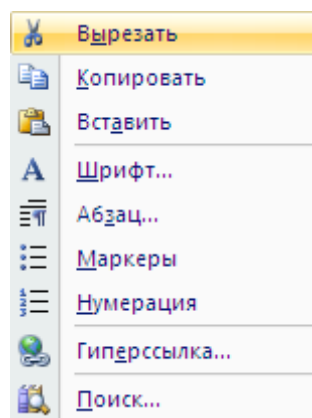 Вырезать
Копировать
Вставить
Шрифт...
Абзац...
Маркеры
Нумерация
Гиперссылка...
Поиск...